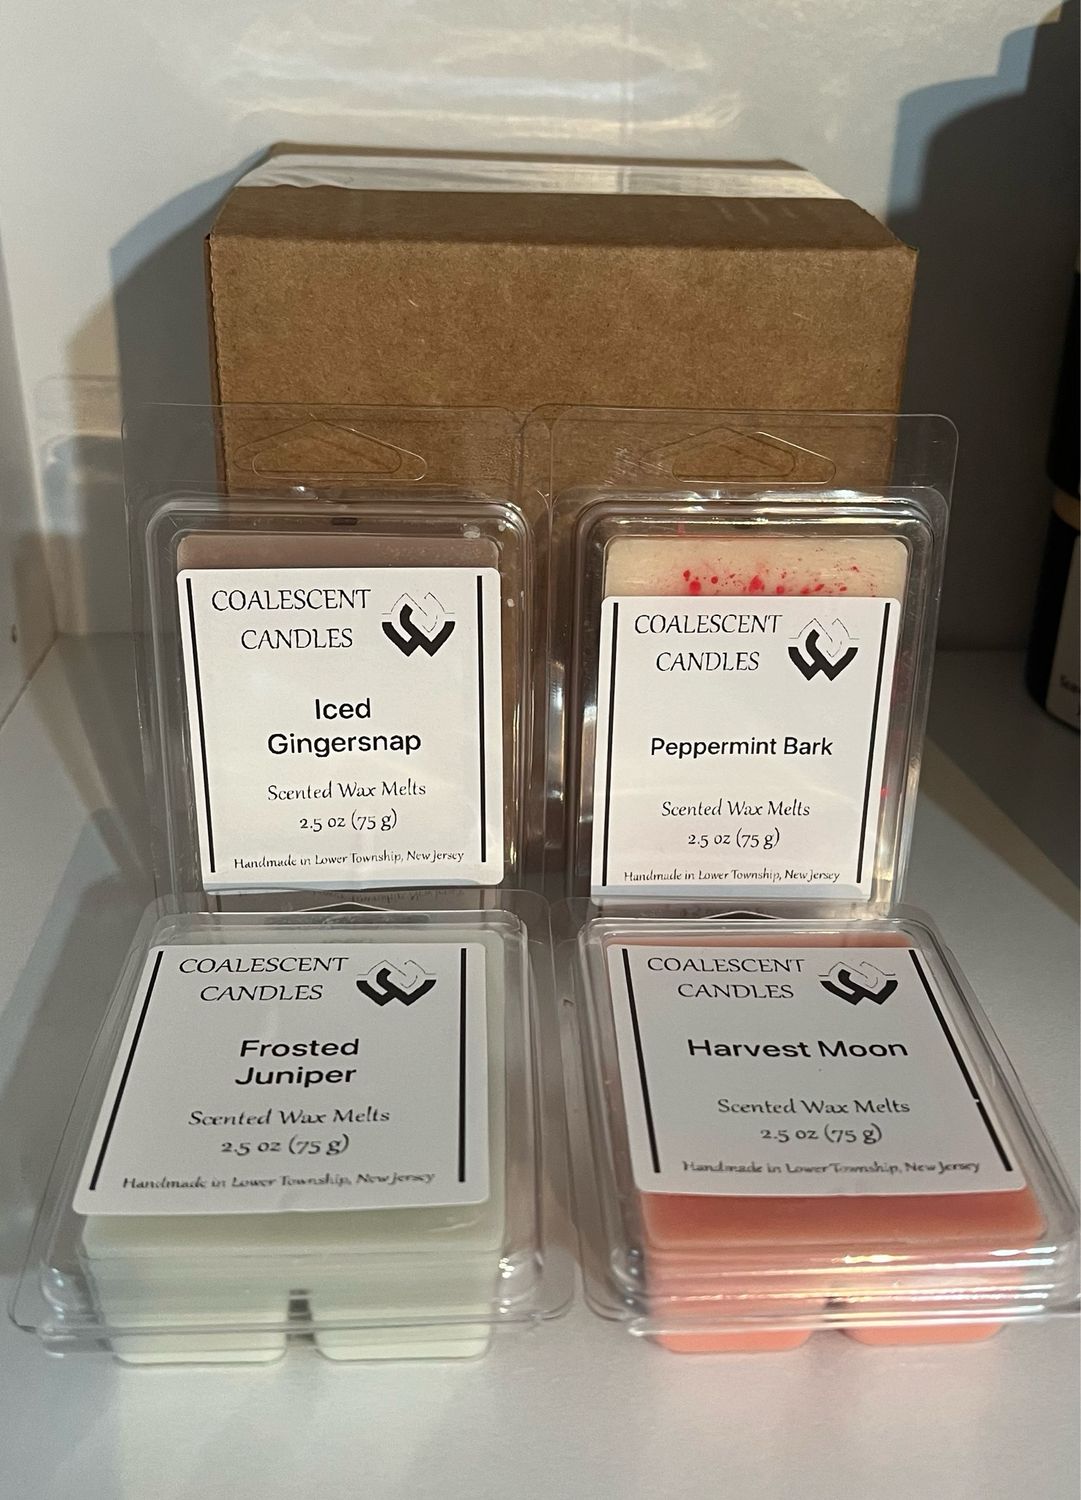 COALESCENT
CANDLES
Iced
Gingersnap
Scented Wax Melts
2.5 oz (75 g)
Handmade in Lower Township, New Jersey
COALESCENT
CANDLES
Peppermint Bark
Scented Wax Melts
2.5 oz (75 g)
Handmade in Lower Township, New Jersey
COALESCENT
CANDLES
Frosted
Juniper
Scented Wax Melts
2.5 oz (75 g)
Handmade in Lower Township, New Jersey
COALESCENT
CANDLES
Harvest Moon
Scented Wax Melts
2.5 oz (75 g)
Handmade in Lower Township, New Jersey